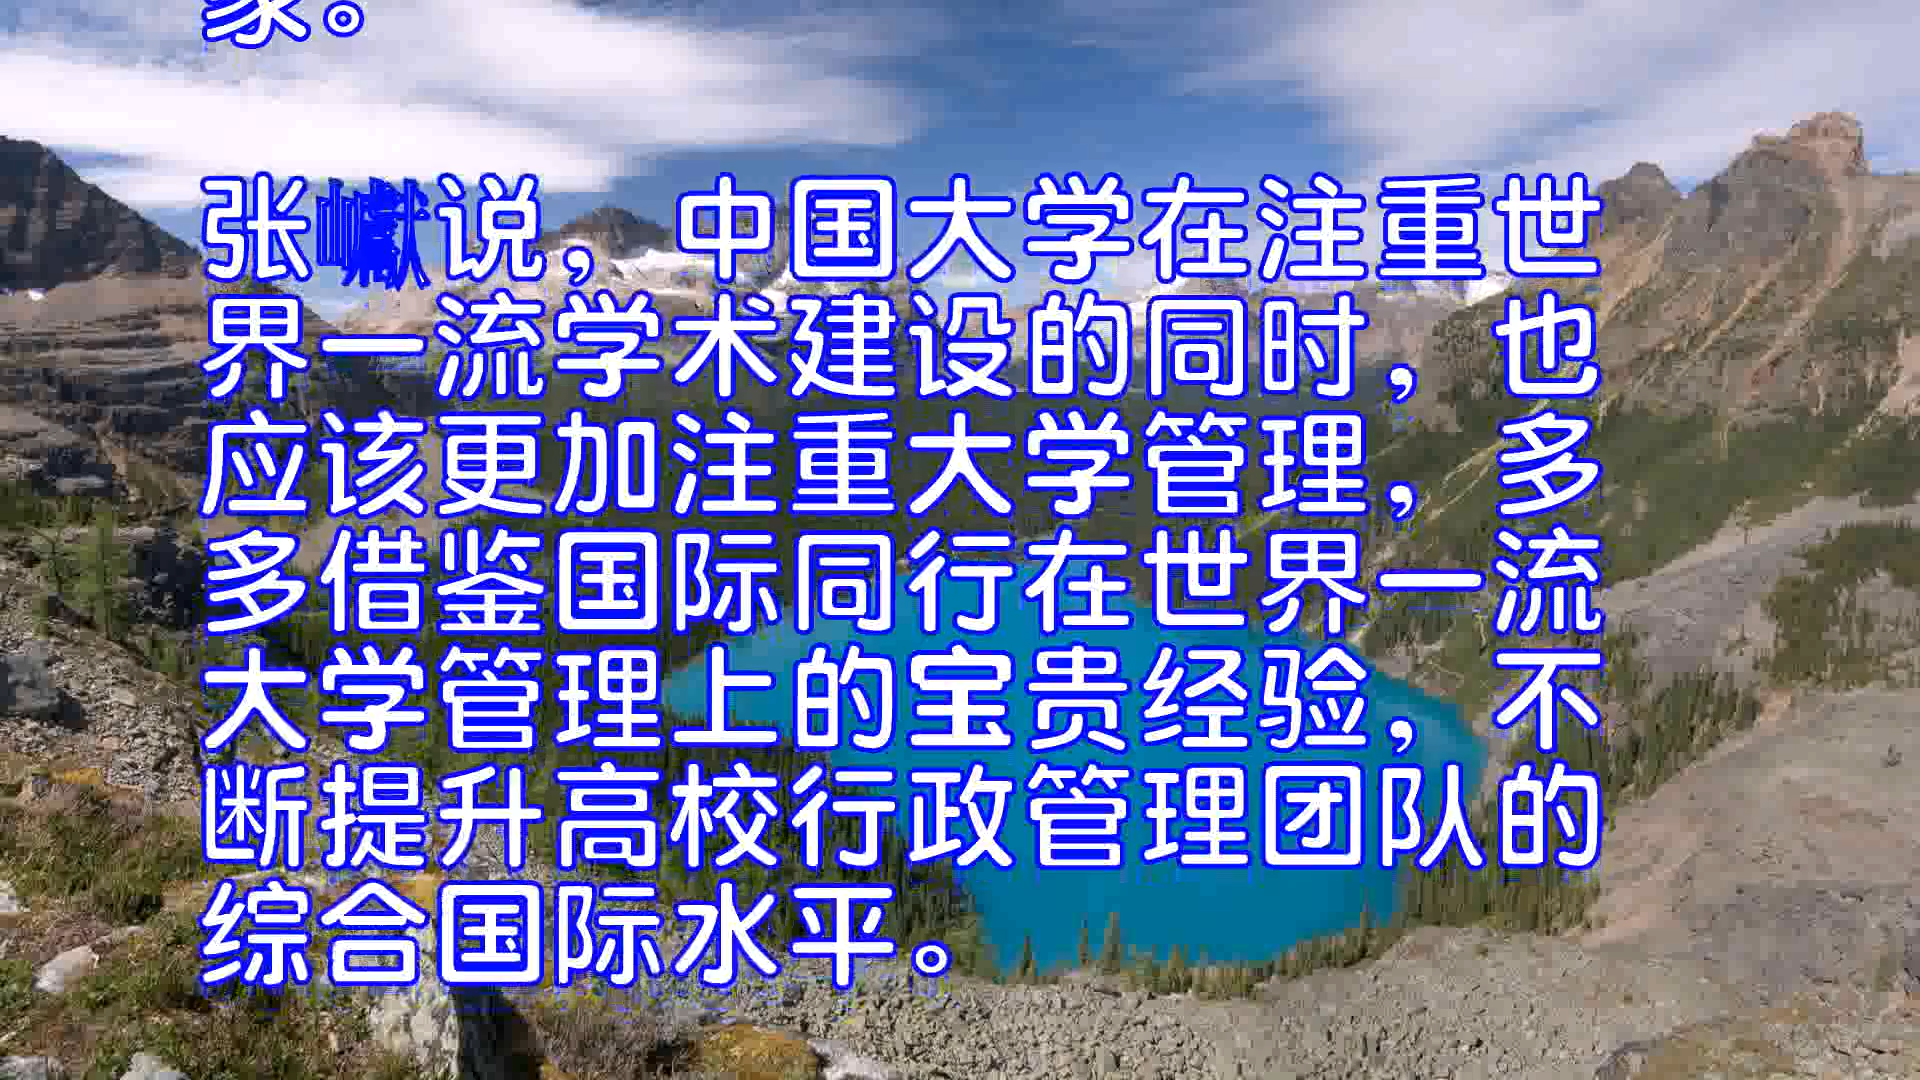 家。
张巘说，中国大学在注重世
界一流学术建设的同时，也
应该更加注重大学管理，多
多借鉴国际同行在世界一流
大学管理上的宝贵经验，不
断提升高校行政管理团队的
综合国际水平。